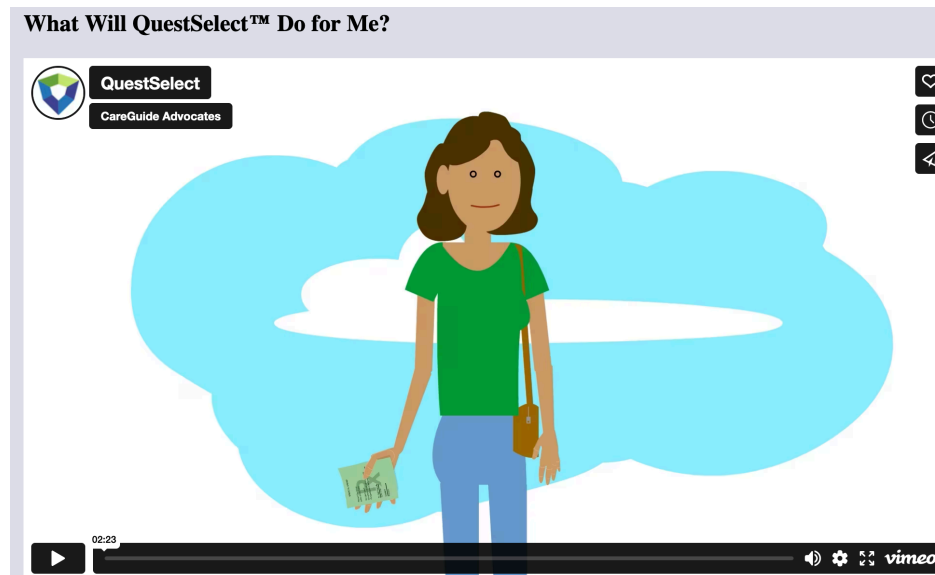 What Will QuestSelect™ Do for Me?
QuestSelect
CareGuide Advocates
02:23
vimeo